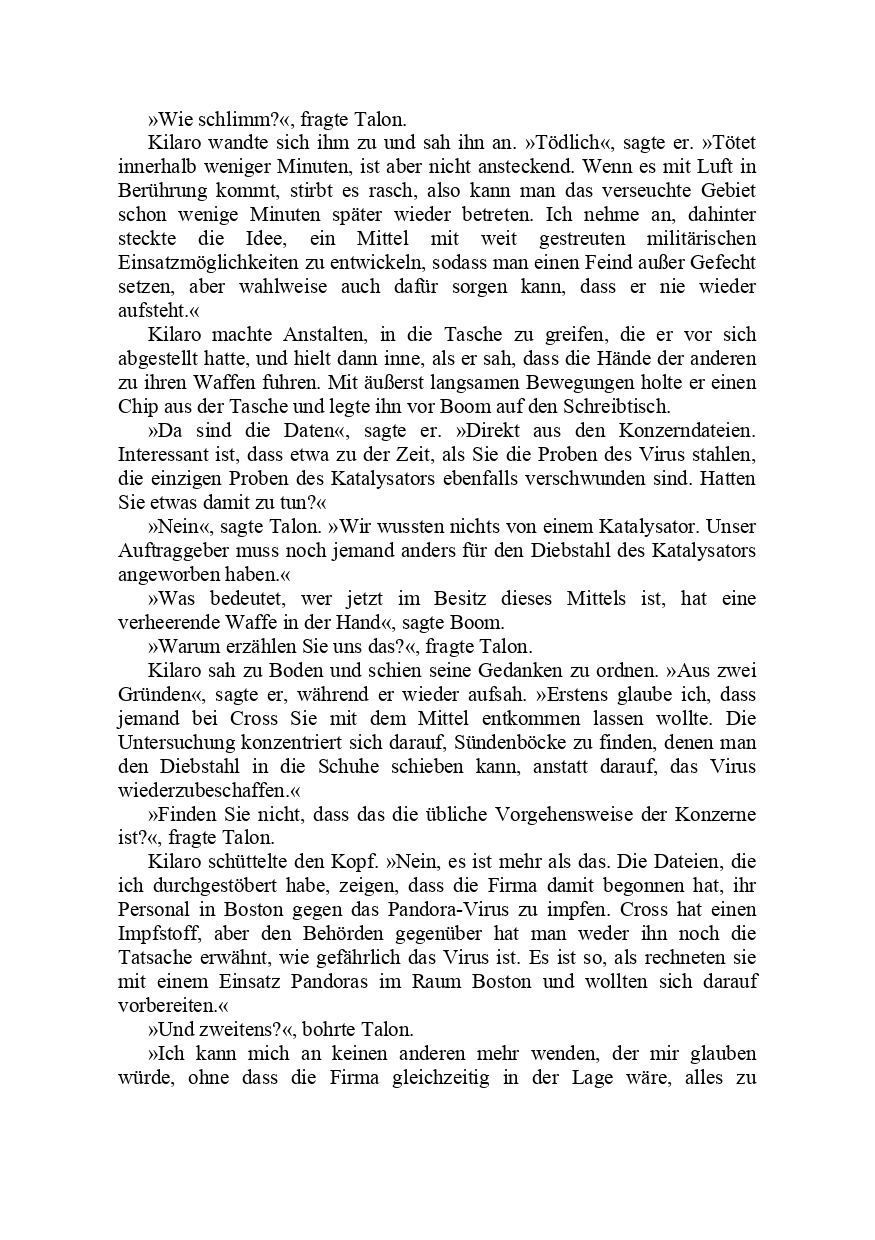 »Wie schlimm?«, fragte Talon.
Kilaro wandte sich ihm zu und sah ihn an. »Tödlich«, sagte er. »Tötet
innerhalb weniger Minuten, ist aber nicht ansteckend. Wenn es mit Luft in
Berührung kommt, stirbt es rasch, also kann man das verseuchte Gebiet
schon wenige Minuten später wieder betreten. Ich nehme an, dahinter
steckte die Idee, ein Mittel mit weit gestreuten militärischen
Einsatzmöglichkeiten zu entwickeln, sodass man einen Feind außer Gefecht
setzen, aber wahlweise auch dafür sorgen kann, dass er nie wieder
aufsteht.«
Kilaro machte Anstalten, in die Tasche zu greifen, die er vor sich
abgestellt hatte, und hielt dann inne, als er sah, dass die Hände der anderen
zu ihren Waffen fuhren. Mit äußerst langsamen Bewegungen holte er einen
Chip aus der Tasche und legte ihn vor Boom auf den Schreibtisch.
»Da sind die Daten«, sagte er. »Direkt aus den Konzerndateien.
Interessant ist, dass etwa zu der Zeit, als Sie die Proben des Virus stahlen,
die einzigen Proben des Katalysators ebenfalls verschwunden sind. Hatten
Sie etwas damit zu tun?«
»Nein«, sagte Talon. »Wir wussten nichts von einem Katalysator. Unser
Auftraggeber muss noch jemand anders für den Diebstahl des Katalysators
angeworben haben.«
»Was bedeutet, wer jetzt im Besitz dieses Mittels ist, hat eine
verheerende Waffe in der Hand«, sagte Boom.
»Warum erzählen Sie uns das?«, fragte Talon.
Kilaro sah zu Boden und schien seine Gedanken zu ordnen. »Aus zwei
Gründen«, sagte er, während er wieder aufsah. »Erstens glaube ich, dass
jemand bei Cross Sie mit dem Mittel entkommen lassen wollte. Die
Untersuchung konzentriert sich darauf, Sündenböcke zu finden, denen man
den Diebstahl in die Schuhe schieben kann, anstatt darauf, das Virus
wiederzubeschaffen.«
»Finden Sie nicht, dass das die übliche Vorgehensweise der Konzerne
ist?«, fragte Talon.
Kilaro schüttelte den Kopf. »Nein, es ist mehr als das. Die Dateien, die
ich durchgestöbert habe, zeigen, dass die Firma damit begonnen hat, ihr
Personal in Boston gegen das Pandora-Virus zu impfen. Cross hat einen
Impfstoff, aber den Behörden gegenüber hat man weder ihn noch die
Tatsache erwähnt, wie gefährlich das Virus ist. Es ist so, als rechneten sie
mit einem Einsatz Pandoras im Raum Boston und wollten sich darauf
vorbereiten.«
»Und zweitens?«, bohrte Talon.
»Ich kann mich an keinen anderen mehr wenden, der mir glauben
würde, ohne dass die Firma gleichzeitig in der Lage wäre, alles zu